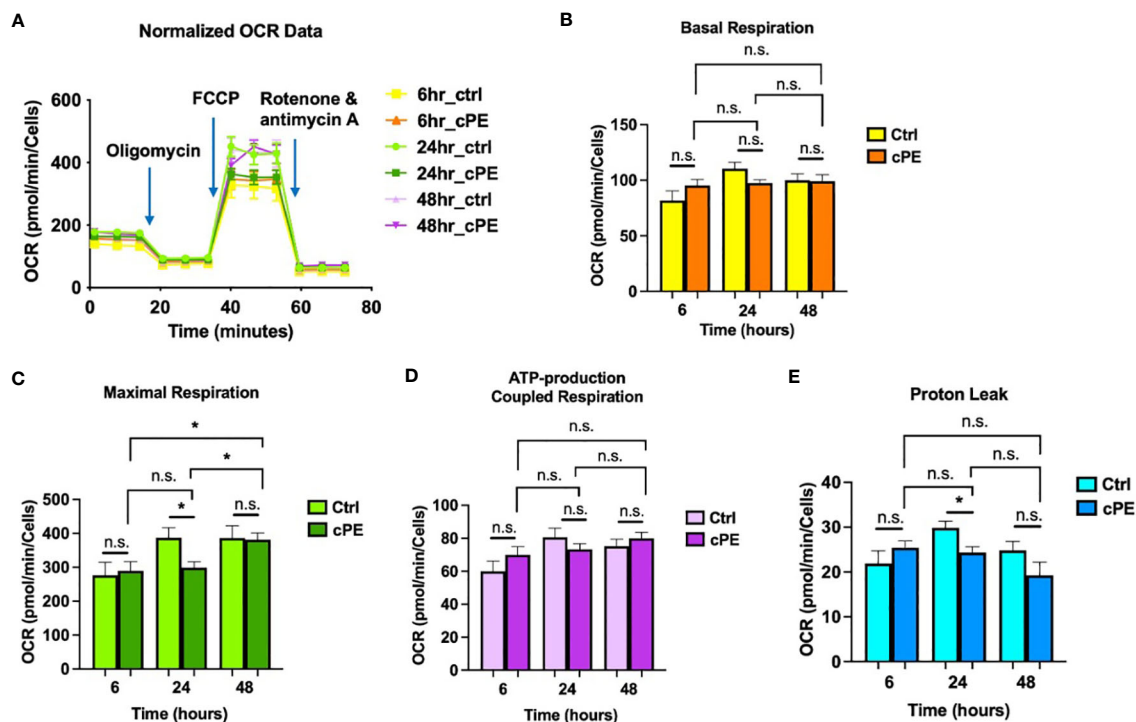 A
Normalized OCR Data
OCR (pmol/min/Cells)
600
400
200
0
0
20
40
60
80
Time (minutes)
Oligomycin
FCCP
Rotenone &
antimycin A
6hr_ctrl
6hr_cPE
24hr_ctrl
24hr_cPE
48hr_ctrl
48hr_cPE
B
Basal Respiration
n.s.
n.s.
n.s.
n.s.
n.s.
n.s.
OCR (pmol/min/Cells)
150
100
50
0
6
24
48
Time (hours)
Ctrl
cPE
C
Maximal Respiration
*
*
n.s.
n.s.
*
n.s.
OCR (pmol/min/Cells)
500
400
300
200
100
0
6
24
48
Time (hours)
Ctrl
cPE
D
ATP-production
Coupled Respiration
n.s.
n.s.
n.s.
n.s.
n.s.
n.s.
OCR (pmol/min/Cells)
100
80
60
40
20
0
6
24
48
Time (hours)
Ctrl
cPE
E
Proton Leak
n.s.
n.s.
n.s.
n.s.
*
n.s.
OCR (pmol/min/Cells)
40
30
20
10
0
6
24
48
Time (hours)
Ctrl
cPE